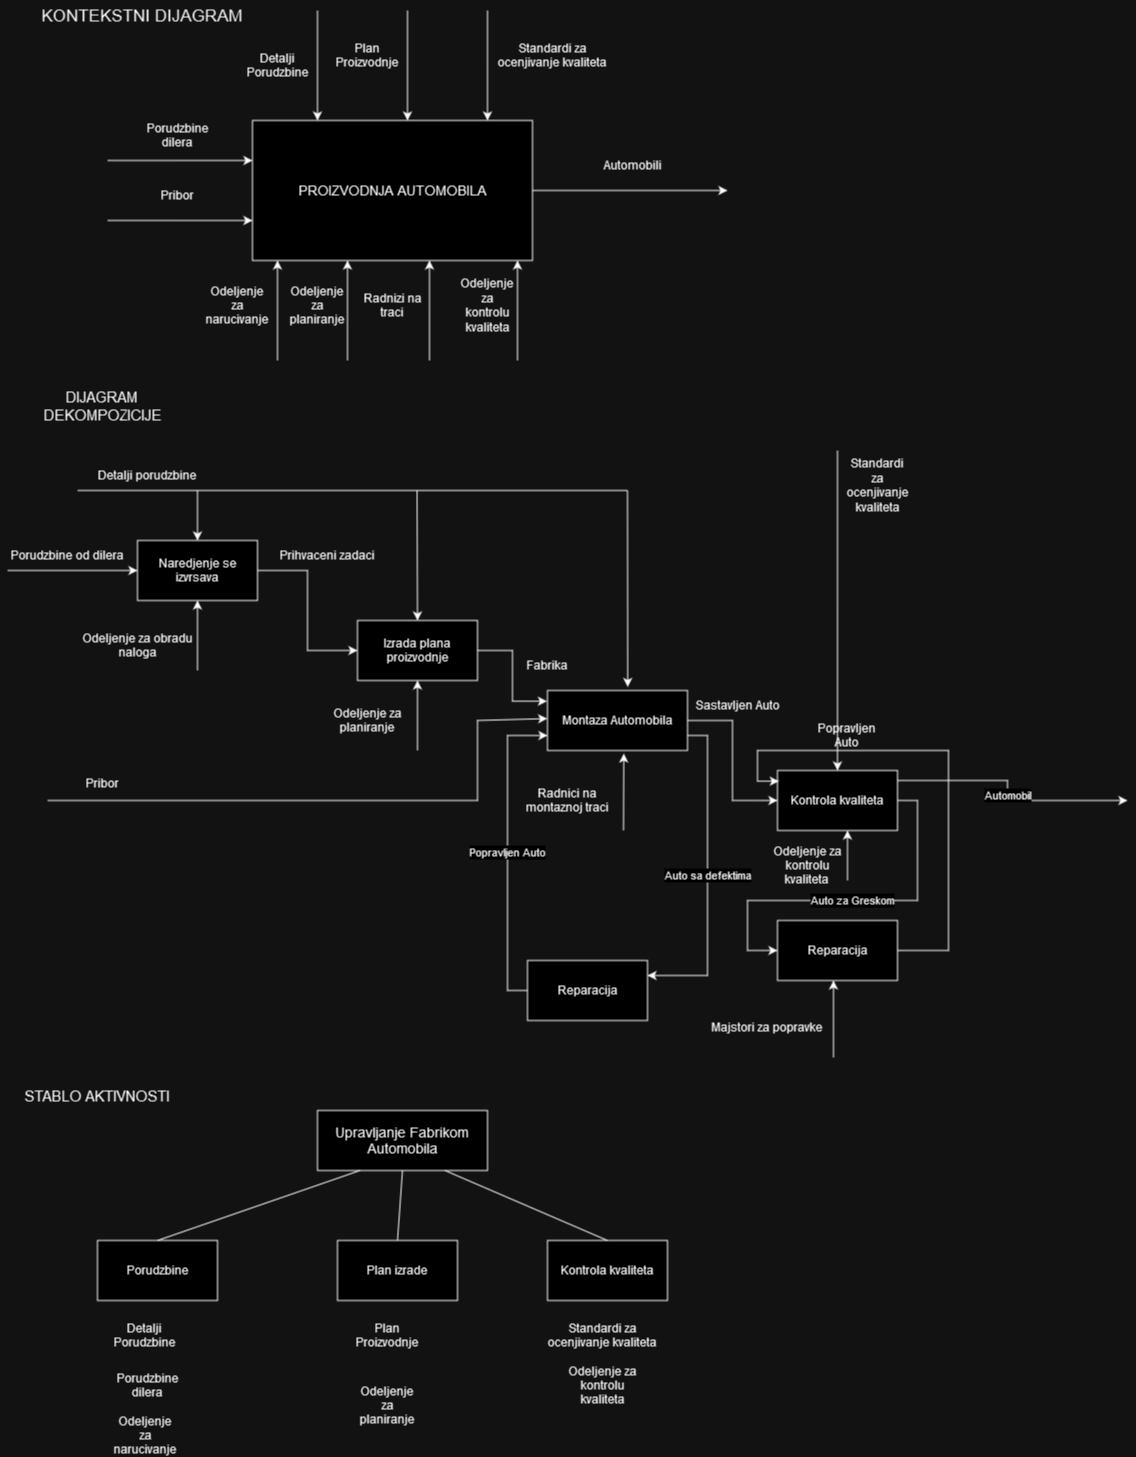 KONTEKSTNI DIJAGRAM
Detalji
Porudzbine
Plan
Proizvodnje
Standardi za
ocenjivanje kvaliteta
Porudzbine
dilera
Pribor
PROIZVODNJA AUTOMOBILA
Automobili
Odeljenje
za
narucivanje
Odeljenje
za
planiranje
Radnizi na
traci
Odeljenje
za
kontrolu
kvaliteta
DIJAGRAM
DEKOMPOZICIJE
Detalji porudzbine
Standardi
za
ocenjivanje
kvaliteta
Porudzbine od dilera
Naredjenje se
izvrsava
Prihvaceni zadaci
Odeljenje za obradu
naloga
Izrada plana
proizvodnje
Fabrika
Odeljenje za
planiranje
Montaza Automobila
Sastavljen Auto
Popravljen
Auto
Pribor
Radnici na
montaznoj traci
Kontrola kvaliteta
Automobil
Popravljen Auto
Odeljenje za
kontrolu
kvaliteta
Auto sa defektima
Auto za Greskom
Reparacija
Reparacija
Majstori za popravke
STABLO AKTIVNOSTI
Upravljanje Fabrikom
Automobila
Porudzbine
Plan izrade
Kontrola kvaliteta
Detalji
Porudzbine
Plan
Proizvodnje
Standardi za
ocenjivanje kvaliteta
Porudzbine
dilera
Odeljenje
za
planiranje
Odeljenje za
kontrolu
kvaliteta
Odeljenje
za
narucivanje